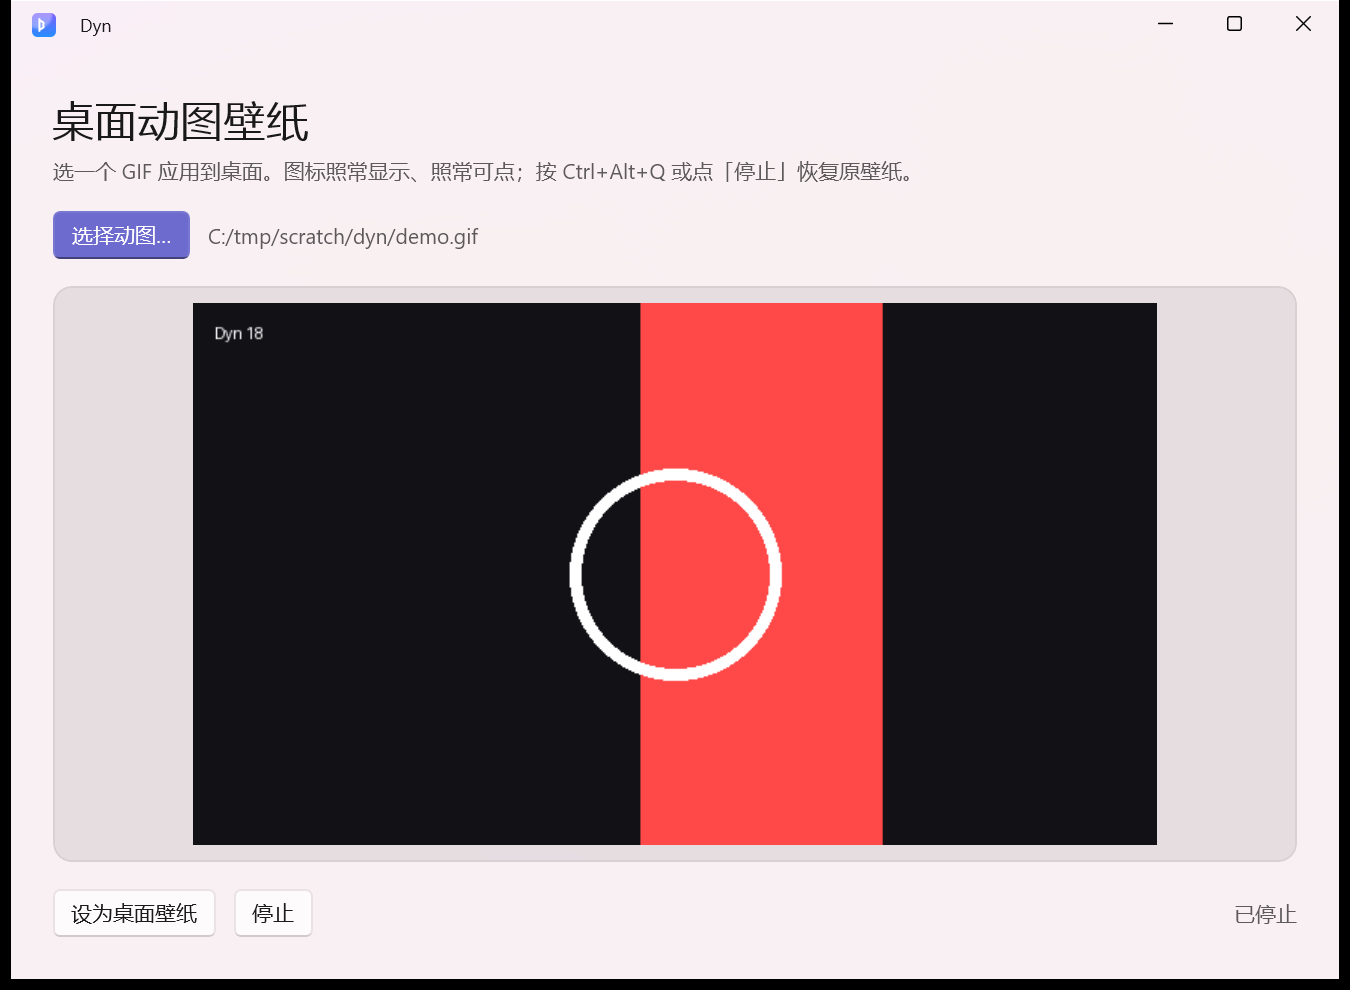 Dyn
桌面动图壁纸
选一个 GIF 应用到桌面。图标照常显示、照常可点；按 Ctrl+Alt+Q 或点「停止」恢复原壁纸。
选择动图... C:/tmp/scratch/dyn/demo.gif
Dyn 18
设为桌面壁纸 停止 已停止